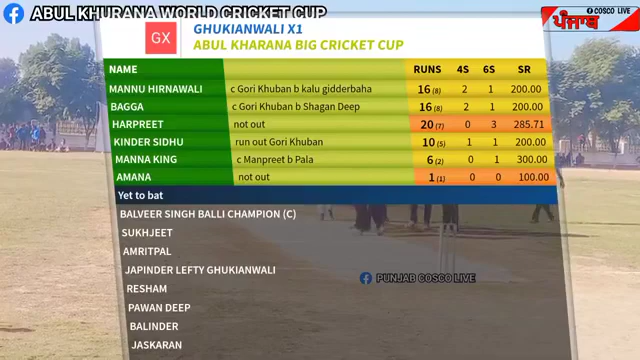 ABUL KHURANA WORLD CRICKET CUP
COSCO LIVE
ਪੰਜਾਬ
GX
GHUKIANWALI X1
ABUL KHARANA BIG CRICKET CUP
NAME RUNS 4S 6S SR
MANNU HIRNAWALI c Gori Khuban b kalu gidderbaha 16 (8) 2 1 200.00
BAGGA c Gori Khuban b Shagan Deep 16 (8) 2 1 200.00
HARPREET not out 20 (7) 0 3 285.71
KINDER SIDHU run out Gori Khuban 10 (5) 1 1 200.00
MANNA KING c Manpreet b Pala 6 (2) 0 1 300.00
AMANA not out 1 (1) 0 0 100.00
Yet to bat
BALVEER SINGH BALLI CHAMPION (C)
SUKHJEET
AMRITPAL
JAPINDER LEFTY GHUKIANWALI
PUNJAB COSCO LIVE
RESHAM
PAWAN DEEP
BALINDER
JASKARAN